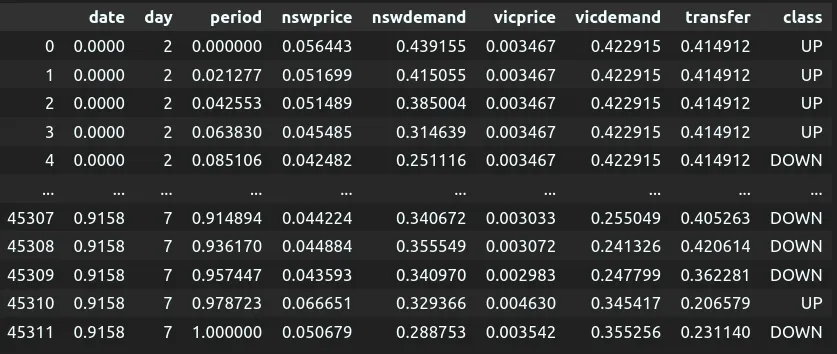 date day period nswprice nswdemand vicprice vicdemand transfer class
0 0.0000 2 0.000000 0.056443 0.439155 0.003467 0.422915 0.414912 UP
1 0.0000 2 0.021277 0.051699 0.415055 0.003467 0.422915 0.414912 UP
2 0.0000 2 0.042553 0.051489 0.385004 0.003467 0.422915 0.414912 UP
3 0.0000 2 0.063830 0.045485 0.314639 0.003467 0.422915 0.414912 UP
4 0.0000 2 0.085106 0.042482 0.251116 0.003467 0.422915 0.414912 DOWN
... ... ... ... ... ... ... ... ... ...
45307 0.9158 7 0.914894 0.044224 0.340672 0.003033 0.255049 0.405263 DOWN
45308 0.9158 7 0.936170 0.044884 0.355549 0.003072 0.241326 0.420614 DOWN
45309 0.9158 7 0.957447 0.043593 0.340970 0.002983 0.247799 0.362281 DOWN
45310 0.9158 7 0.978723 0.066651 0.329366 0.004630 0.345417 0.206579 UP
45311 0.9158 7 1.000000 0.050679 0.288753 0.003542 0.355256 0.231140 DOWN